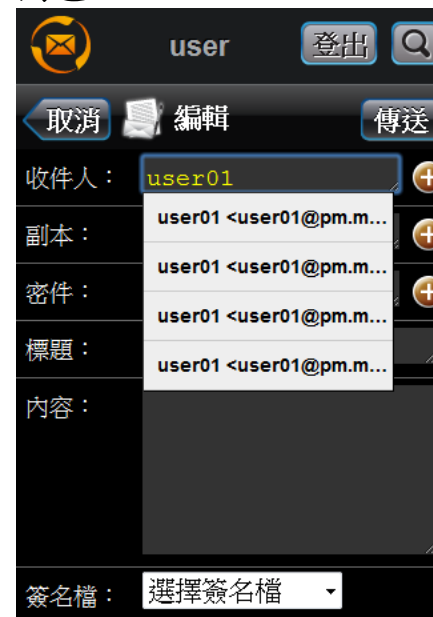 user 登出
取消 編輯 傳送
收件人： user01
user01 <user01@pm.m...
副本：
user01 <user01@pm.m...
密件：
user01 <user01@pm.m...
標題：
user01 <user01@pm.m...
內容：
簽名檔： 選擇簽名檔